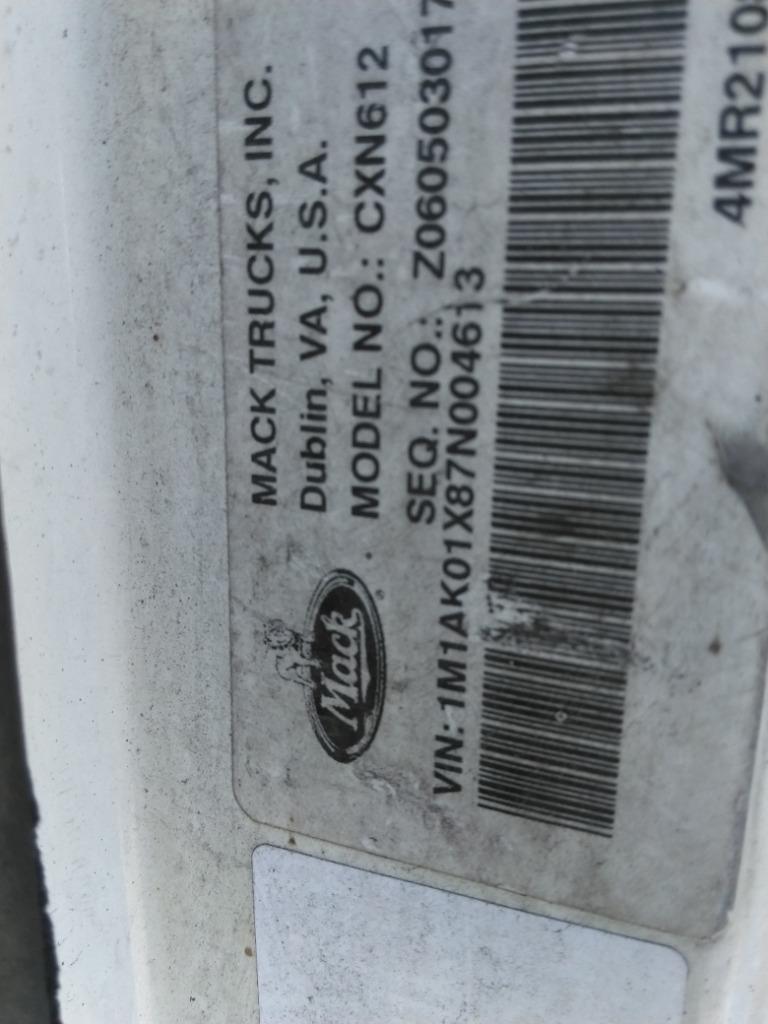 MACK TRUCKS, INC.
Dublin, VA, U.S.A.
MODEL NO.: CXN612
SEQ. NO.: Z060503017
Mack
VIN: 1M1AK01X87N004613
4MR210